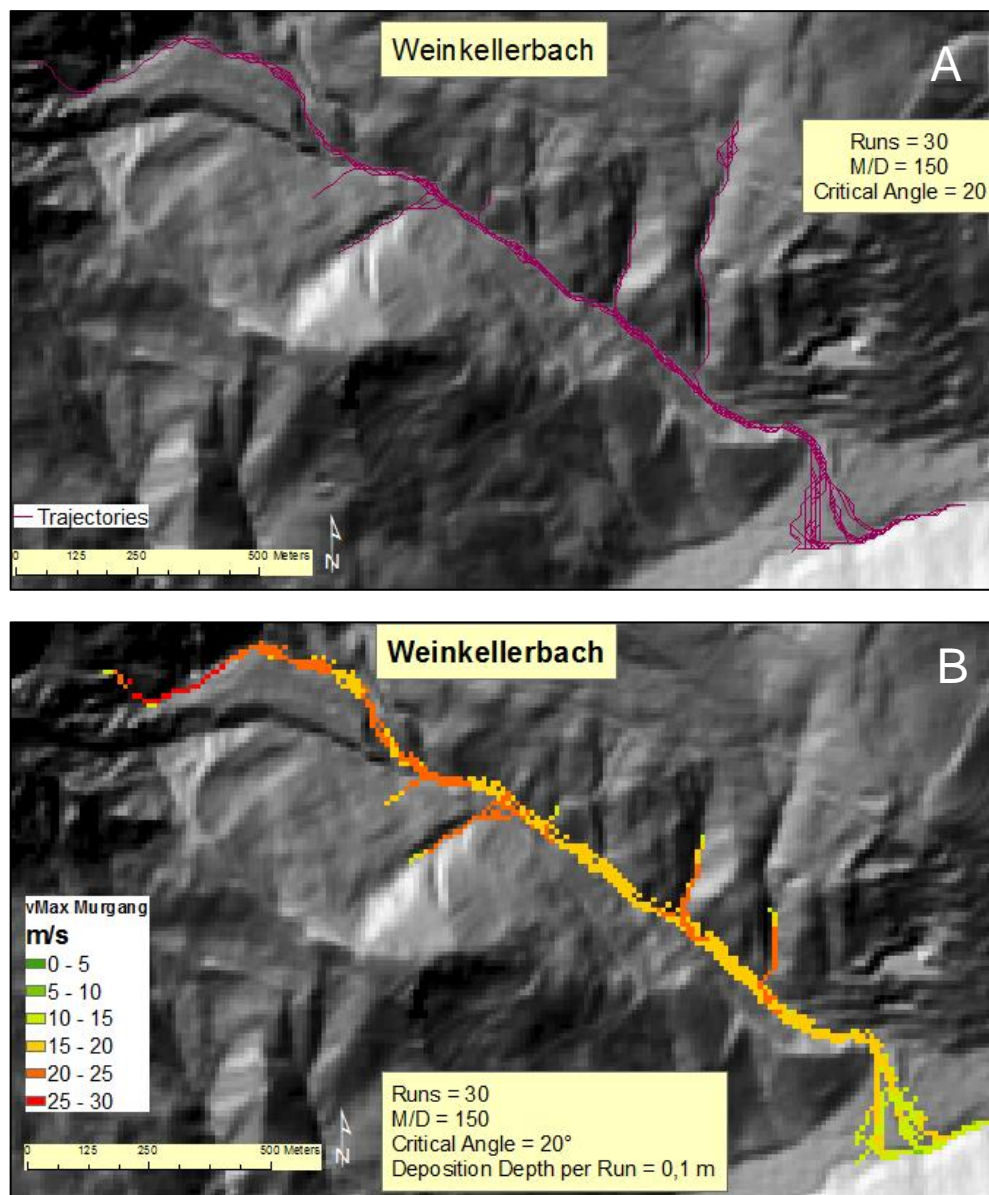 Weinkellerbach
A
Runs = 30
M/D = 150
Critical Angle = 20
Trajectories
0 125 250 500 Meters
N
Weinkellerbach
B
vMax Murgang
m/s
0 - 5
5 - 10
10 - 15
15 - 20
20 - 25
25 - 30
Runs = 30
M/D = 150
Critical Angle = 20°
Deposition Depth per Run = 0,1 m
0 125 250 500 Meters
N